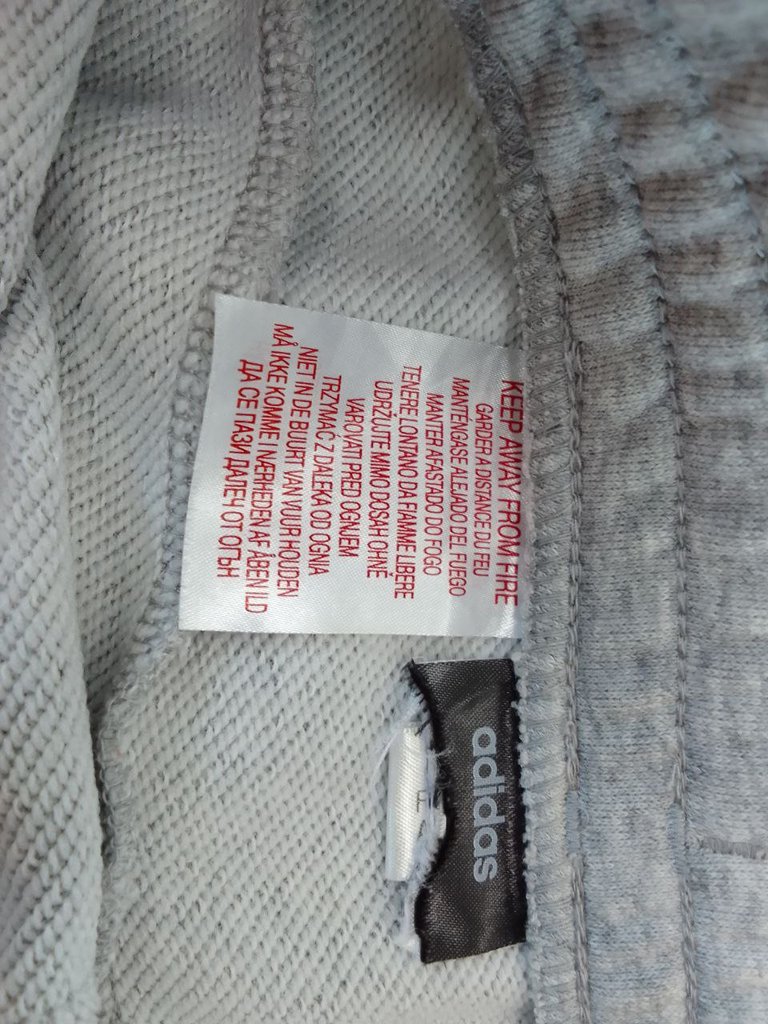 KEEP AWAY FROM FIRE
GARDER A DISTANCE DU FEU
MANTÉNGASE ALEJADO DEL FUEGO
MANTER AFASTADO DO FOGO
TENERE LONTANO DA FIAMME LIBERE
UDRŽUJTE MIMO DOSAH OHNĚ
VAROVATI PRED OGNJEM
TRZYMAĆ Z DALEKA OD OGNIA
NIET IN DE BUURT VAN VUUR HOUDEN
MÅ IKKE KOMME I NÆRHEDEN AF ÅBEN ILD
ДА СЕ ПАЗИ ДАЛЕЧ ОТ ОГЪН
adidas